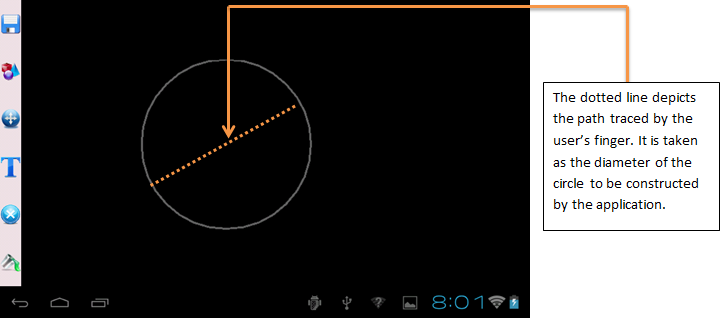 The dotted line depicts
the path traced by the
user’s finger. It is taken
as the diameter of the
circle to be constructed
by the application.
T
8:01